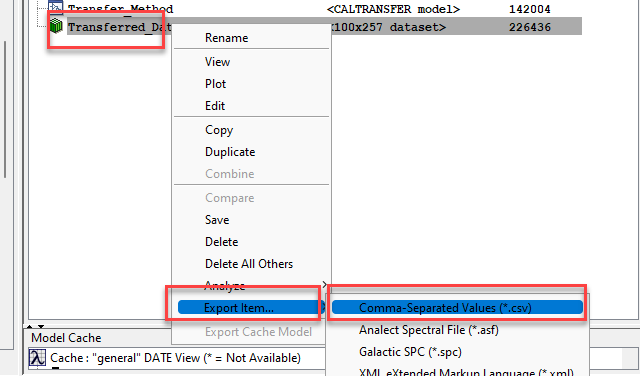 Transfer_Method <CALTRANSFER model> 142004
Transferred_Dat <100x257 dataset> 226436
Rename
View
Plot
Edit
Copy
Duplicate
Combine
Compare
Save
Delete
Delete All Others
Analyze
Export Item...
Export Cache Model
Comma-Separated Values (*.csv)
Analect Spectral File (*.asf)
Galactic SPC (*.spc)
XML eXtended Markup Language (*.xml)
Model Cache
Cache : "general" DATE View (* = Not Available)